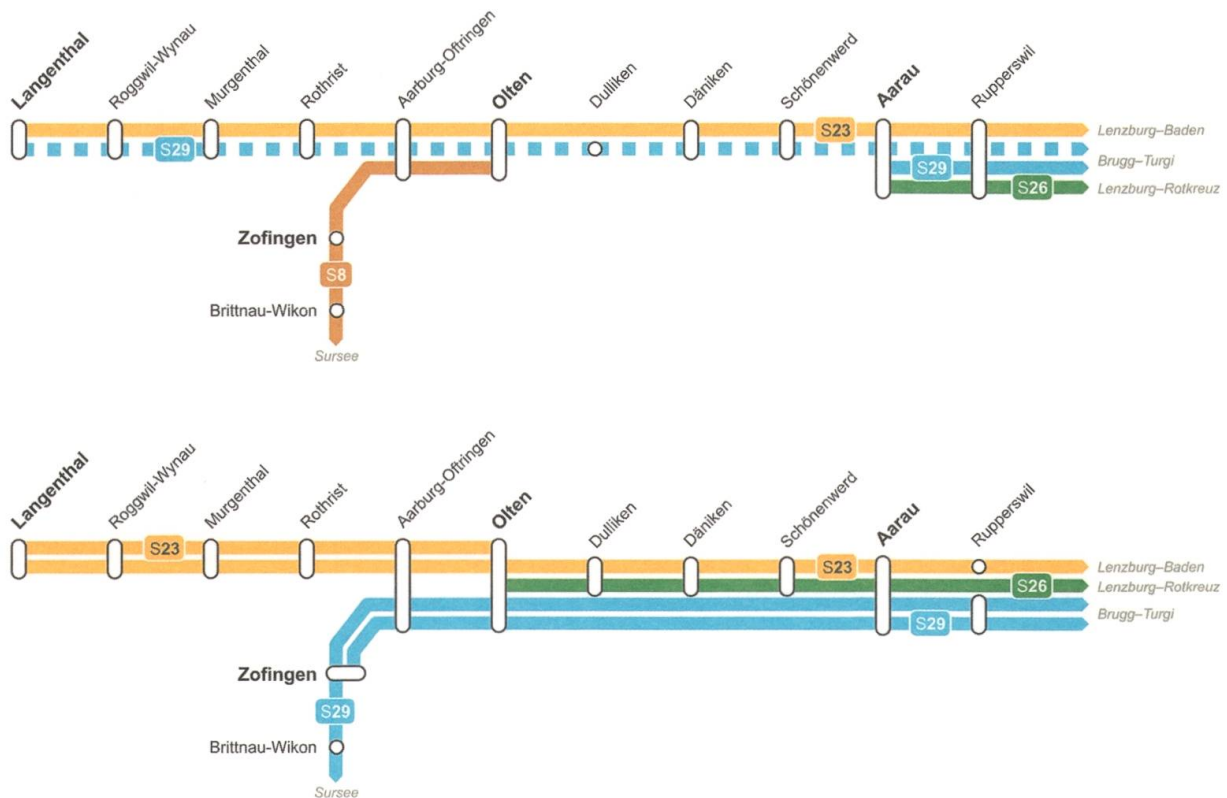 Langenthal
Roggwil-Wynau
Murgenthal
Rothrist
Aarburg-Oftringen
Olten
Dulliken
Däniken
Schönenwerd
Aarau
Rupperswil
S23
Lenzburg–Baden
S29
S29
Brugg–Turgi
S26
Lenzburg–Rotkreuz
Zofingen
S8
Brittnau-Wikon
Sursee
Langenthal
Roggwil-Wynau
Murgenthal
Rothrist
Aarburg-Oftringen
Olten
Dulliken
Däniken
Schönenwerd
Aarau
Rupperswil
S23
S23
Lenzburg–Baden
S26
Lenzburg–Rotkreuz
S29
Brugg–Turgi
Zofingen
S29
Brittnau-Wikon
Sursee